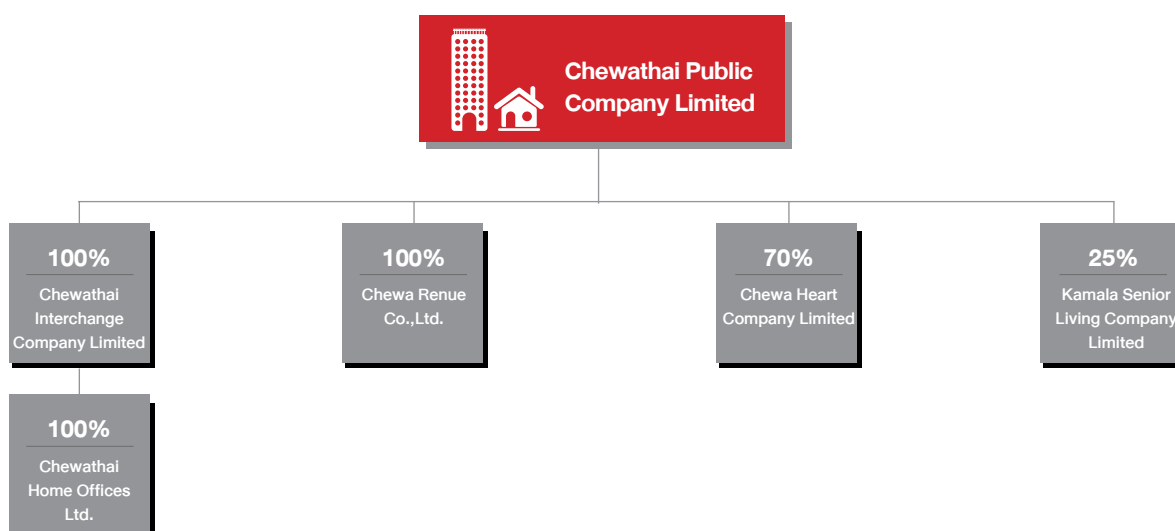 Chewathai Public
Company Limited
100%
Chewathai
Interchange
Company Limited
100%
Chewa Renue
Co.,Ltd.
70%
Chewa Heart
Company Limited
25%
Kamala Senior
Living Company
Limited
100%
Chewathai
Home Offices
Ltd.